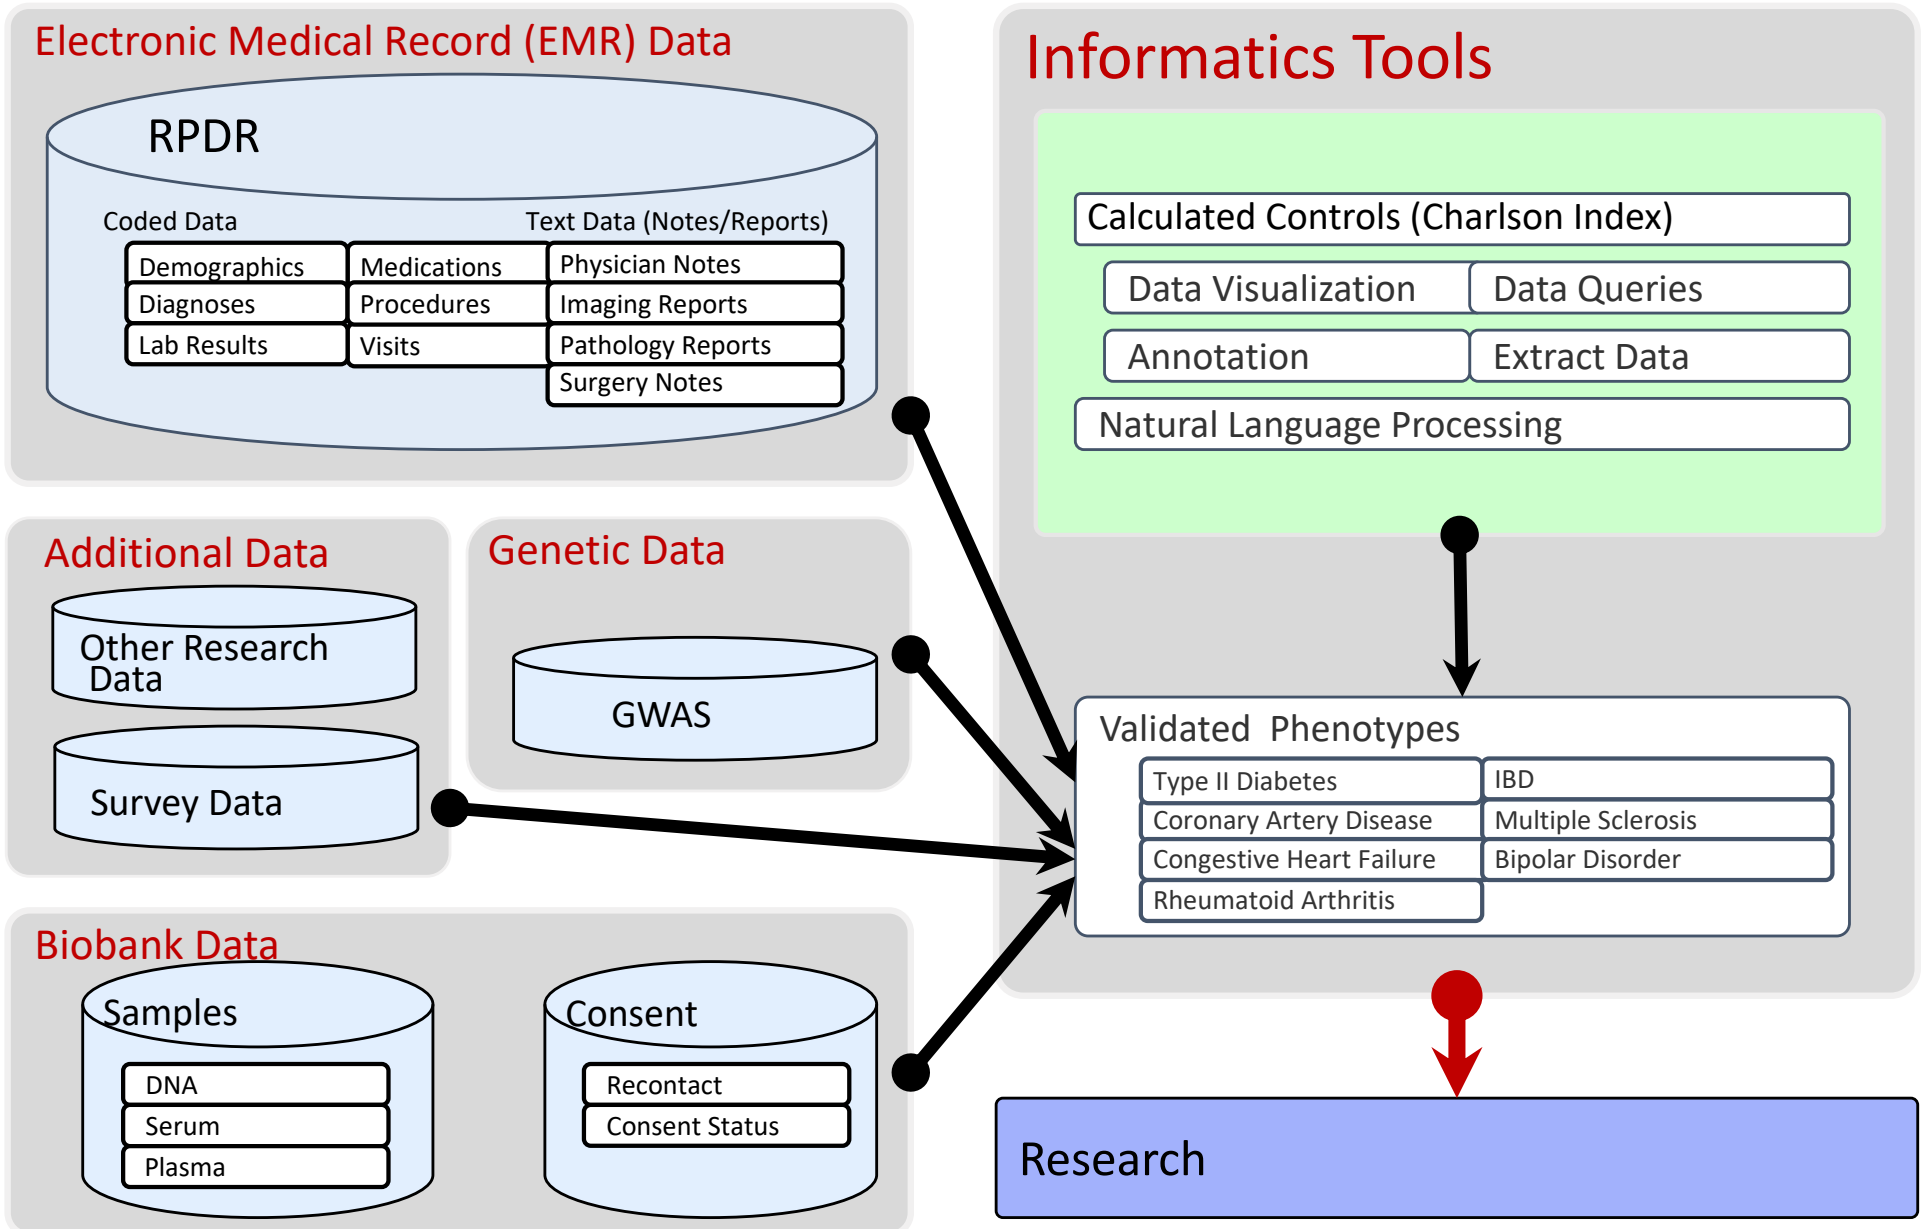 Electronic Medical Record (EMR) Data
RPDR
Coded Data
Demographics
Medications
Diagnoses
Procedures
Lab Results
Visits
Text Data (Notes/Reports)
Physician Notes
Imaging Reports
Pathology Reports
Surgery Notes
Additional Data
Other Research
Data
Survey Data
Genetic Data
GWAS
Biobank Data
Samples
DNA
Serum
Plasma
Consent
Recontact
Consent Status
Informatics Tools
Calculated Controls (Charlson Index)
Data Visualization
Data Queries
Annotation
Extract Data
Natural Language Processing
Validated Phenotypes
Type II Diabetes
IBD
Coronary Artery Disease
Multiple Sclerosis
Congestive Heart Failure
Bipolar Disorder
Rheumatoid Arthritis
Research